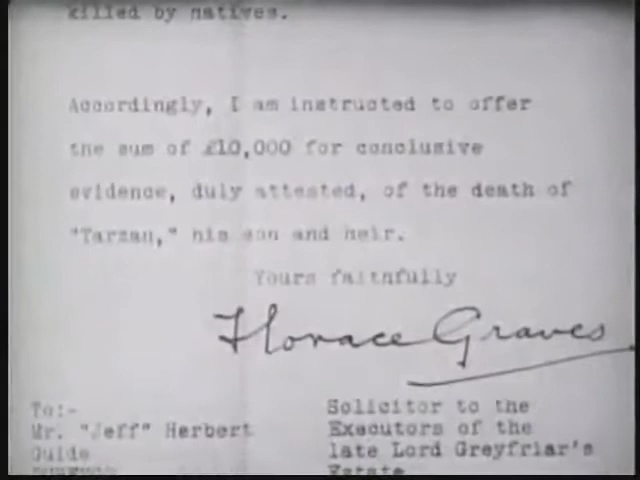 killed by natives.
Accordingly, I am instructed to offer
the sum of £10,000 for conclusive
evidence, duly attested, of the death of
"Tarzan," his son and heir.
Yours faithfully
Horace Graves
To:-
Mr. "Jeff" Herbert
Guide
Solicitor to the
Executors of the
late Lord Greyfriar's
Estate